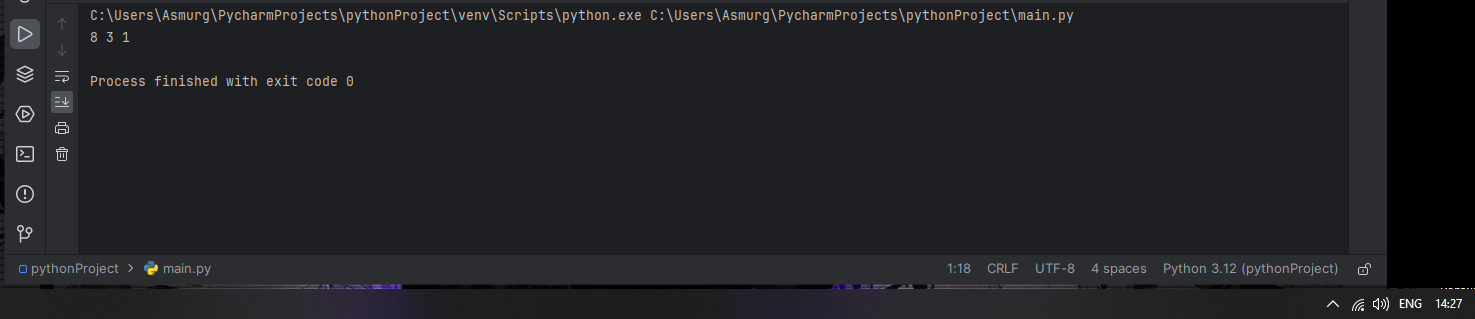 C:\Users\Asmurg\PycharmProjects\pythonProject\venv\Scripts\python.exe C:\Users\Asmurg\PycharmProjects\pythonProject\main.py
8 3 1
Process finished with exit code 0
pythonProject > main.py 1:18 CRLF UTF-8 4 spaces Python 3.12 (pythonProject)
ENG 14:27